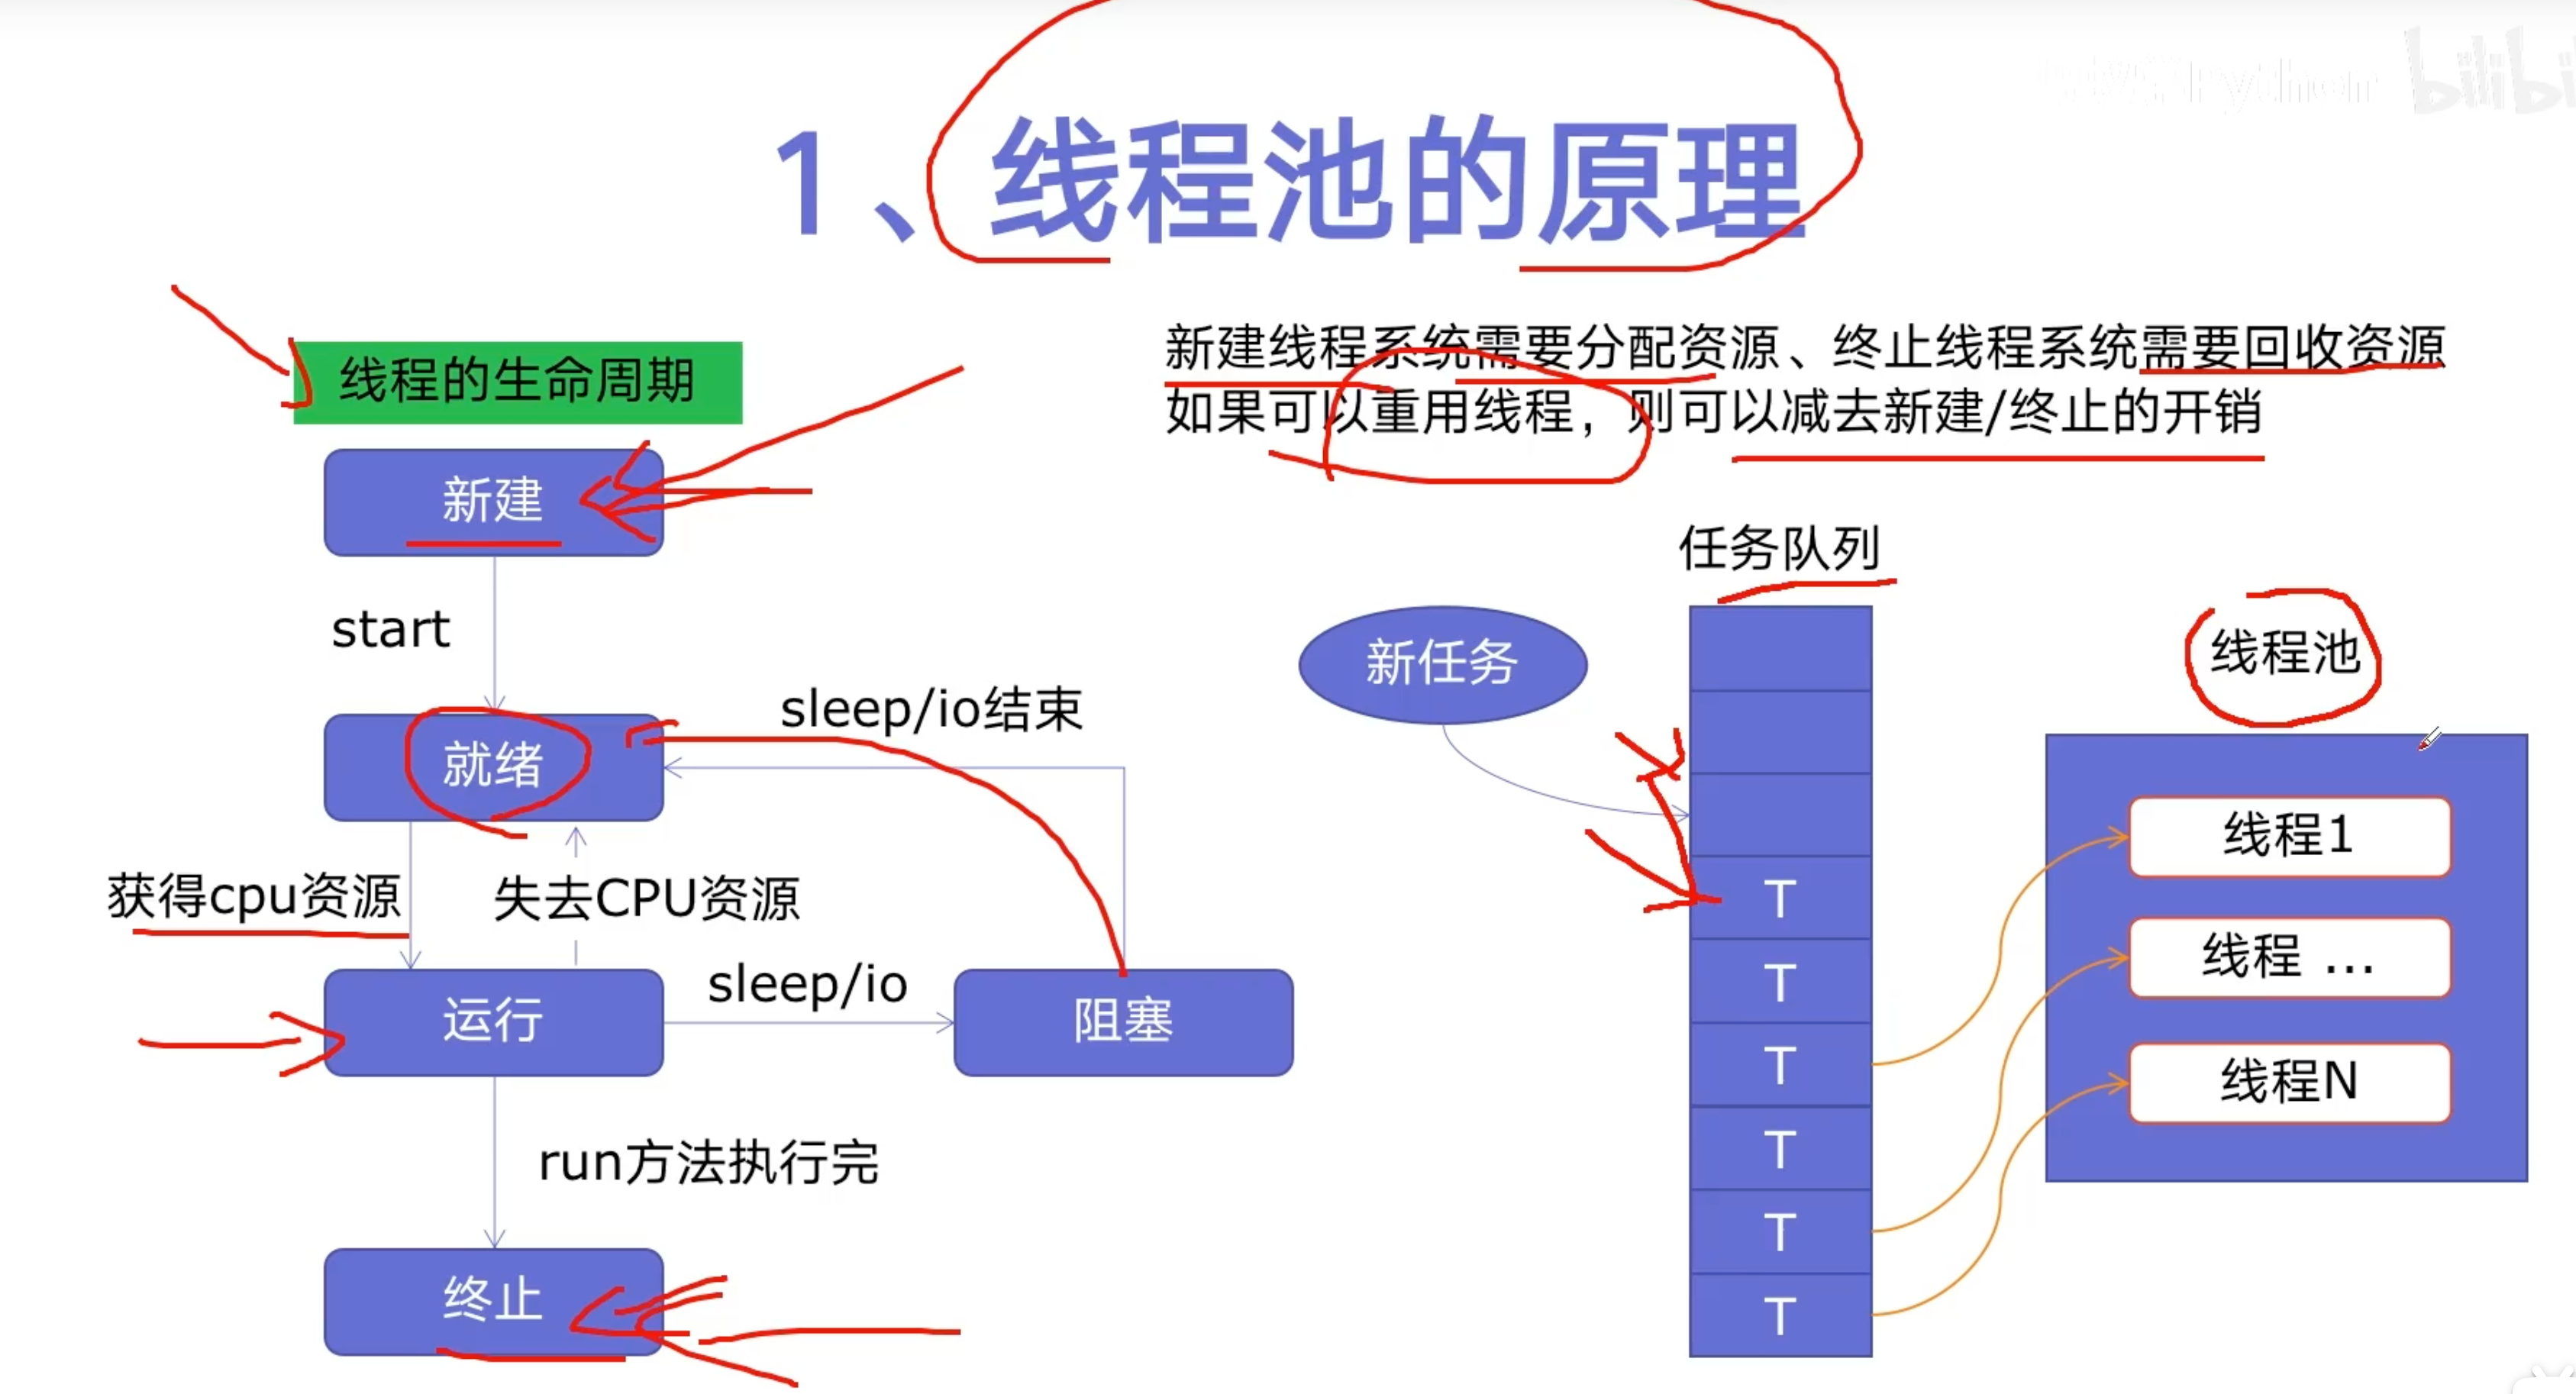 1、线程池的原理
线程的生命周期
新建线程系统需要分配资源、终止线程系统需要回收资源
如果可以重用线程，则可以减去新建/终止的开销
新建
start
就绪
sleep/io结束
获得cpu资源
失去CPU资源
运行
sleep/io
阻塞
run方法执行完
终止
任务队列
新任务
T
T
T
T
T
T
线程池
线程1
线程 ...
线程N
Python